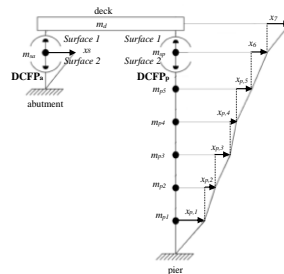 deck
m_d
x_7
Surface 1
Surface 1
x_8
x_6
m_sa
m_sp
Surface 2
Surface 2
DCFP_a
DCFP_p
x_p,5
m_p5
abutment
x_p,4
m_p4
x_p,3
m_p3
x_p,2
m_p2
x_p,1
m_p1
pier